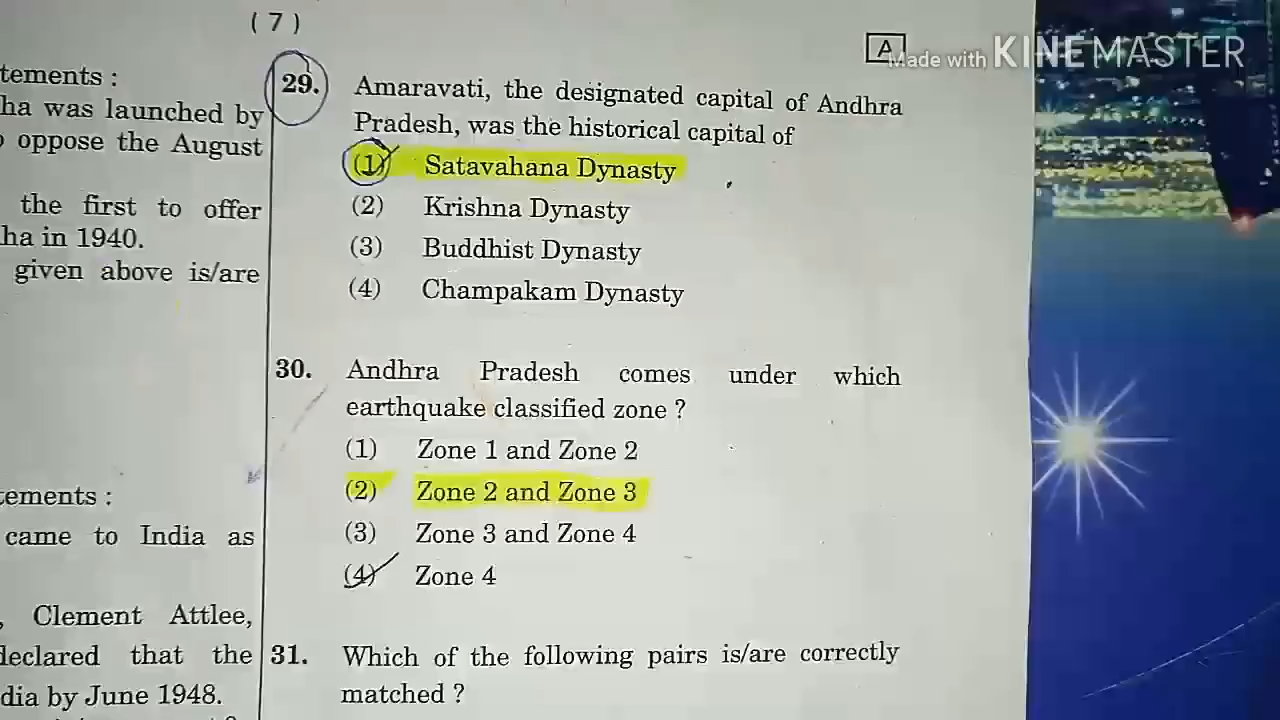 ( 7 )
A
Made with KINEMASTER
tements :
ha was launched by
oppose the August
the first to offer
ha in 1940.
given above is/are
tements :
came to India as
, Clement Attlee,
declared that the
dia by June 1948.
29. Amaravati, the designated capital of Andhra
Pradesh, was the historical capital of
(1) Satavahana Dynasty
(2) Krishna Dynasty
(3) Buddhist Dynasty
(4) Champakam Dynasty
30. Andhra Pradesh comes under which
earthquake classified zone ?
(1) Zone 1 and Zone 2
(2) Zone 2 and Zone 3
(3) Zone 3 and Zone 4
(4) Zone 4
31. Which of the following pairs is/are correctly
matched ?